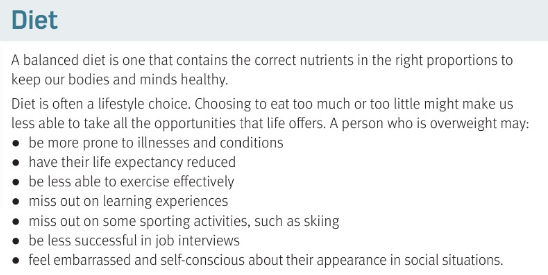 Diet
A balanced diet is one that contains the correct nutrients in the right proportions to
keep our bodies and minds healthy.
Diet is often a lifestyle choice. Choosing to eat too much or too little might make us
less able to take all the opportunities that life offers. A person who is overweight may:
● be more prone to illnesses and conditions
● have their life expectancy reduced
● be less able to exercise effectively
● miss out on learning experiences
● miss out on some sporting activities, such as skiing
● be less successful in job interviews
● feel embarrassed and self-conscious about their appearance in social situations.